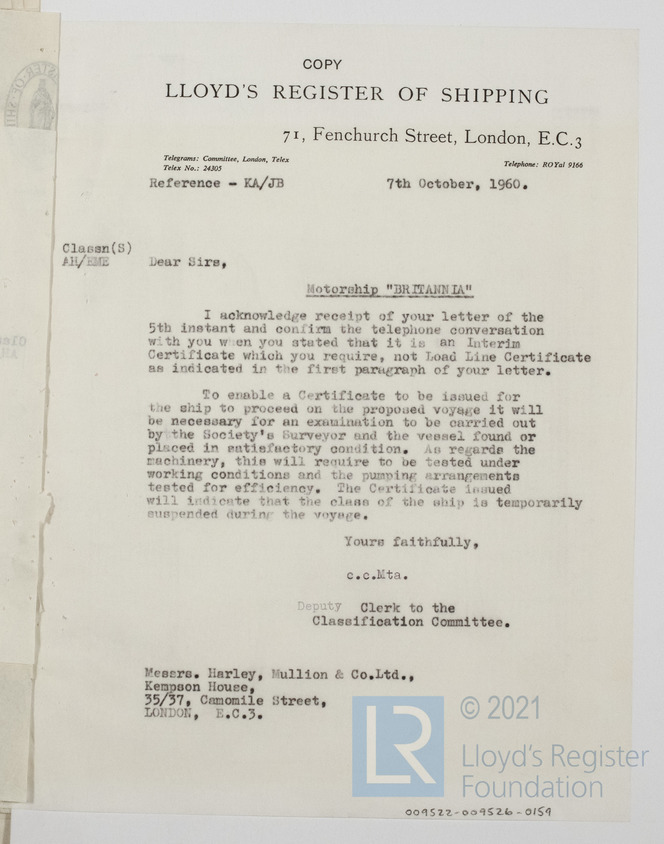 COPY
LLOYD'S REGISTER OF SHIPPING
71, Fenchurch Street, London, E.C.3
Telegrams: Committee, London, Telex
Telex No.: 24305
Telephone: ROYal 9166
Reference - KA/JB
7th October, 1960.
Classn(S)
AH/EME
Dear Sirs,
Motorship "BRITANNIA"
I acknowledge receipt of your letter of the
5th instant and confirm the telephone conversation
with you when you stated that it is an Interim
Certificate which you require, not Load Line Certificate
as indicated in the first paragraph of your letter.
To enable a Certificate to be issued for
the ship to proceed on the proposed voyage it will
be necessary for an examination to be carried out
by the Society's Surveyor and the vessel found or
placed in satisfactory condition. As regards the
machinery, this will require to be tested under
working conditions and the pumping arrangements
tested for efficiency. The Certificate issued
will indicate that the class of the ship is temporarily
suspended during the voyage.
Yours faithfully,
c.c.Mta.
Deputy Clerk to the
Classification Committee.
Messrs. Harley, Mullion & Co.Ltd.,
Kempson House,
35/37, Camomile Street,
LONDON, E.C.3.
LR
© 2021
Lloyd's Register
Foundation
009522-009526-0159